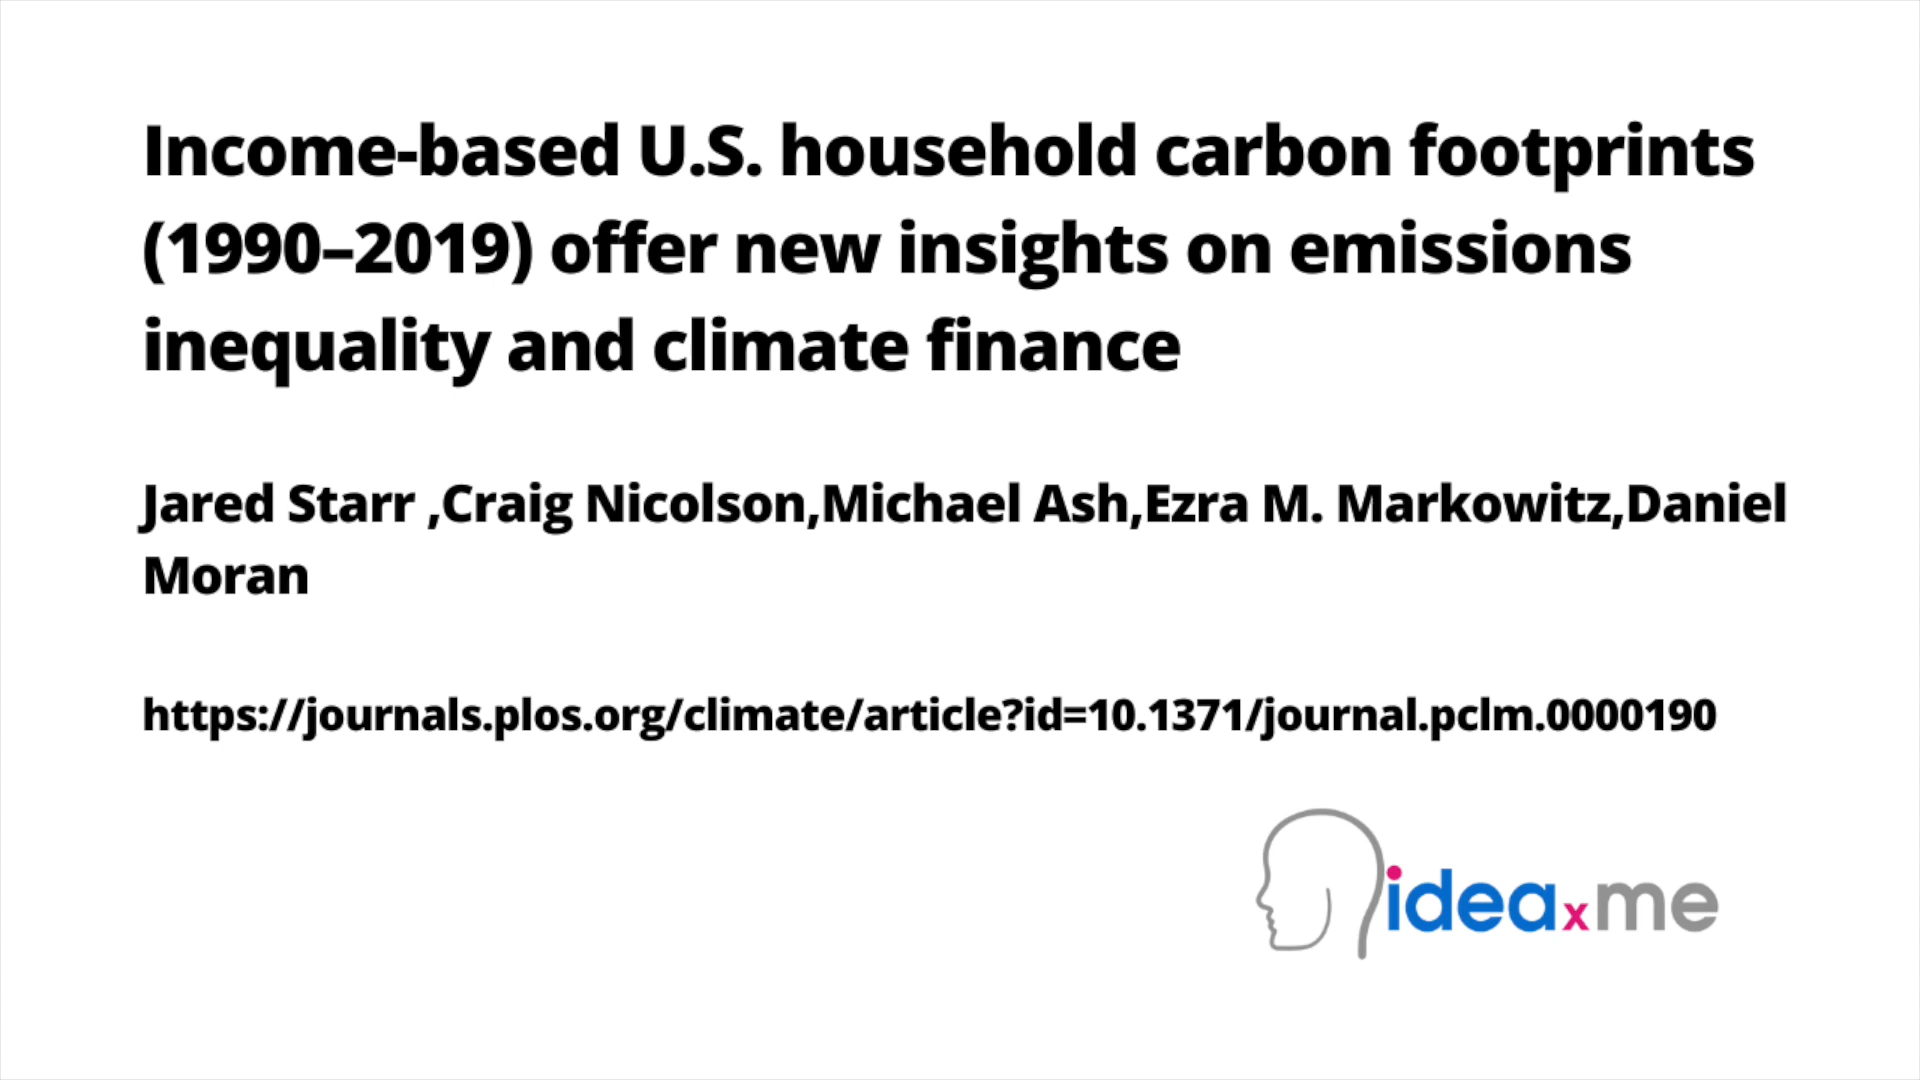 Income-based U.S. household carbon footprints
(1990–2019) offer new insights on emissions
inequality and climate finance
Jared Starr ,Craig Nicolson,Michael Ash,Ezra M. Markowitz,Daniel
Moran
https://journals.plos.org/climate/article?id=10.1371/journal.pclm.0000190
ideaxme